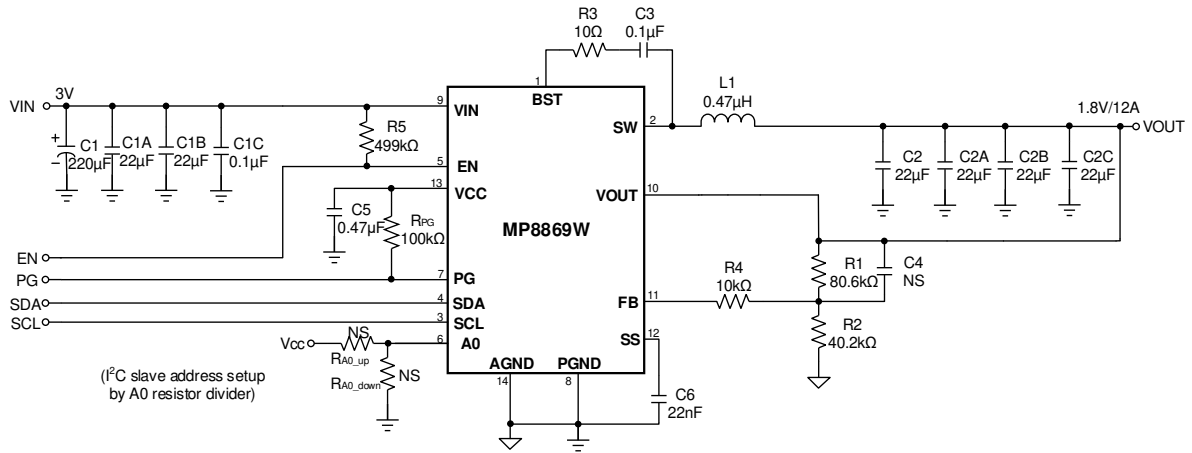 R3
10Ω
C3
0.1µF
1
BST
L1
0.47µH
VIN
3V
9
VIN
SW
2
1.8V/12A
VOUT
+
−
C1
220µF
C1A
22µF
C1B
22µF
C1C
0.1µF
R5
499kΩ
5
EN
13
VCC
C5
0.47µF
RPG
100kΩ
VOUT
10
C2
22µF
C2A
22µF
C2B
22µF
C2C
22µF
MP8869W
EN
PG
7
PG
SDA
4
SDA
SCL
3
SCL
R4
10kΩ
FB
11
R1
80.6kΩ
C4
NS
R2
40.2kΩ
SS
12
Vcc
NS
6
A0
RA0_up
RA0_down
NS
(I²C slave address setup
by A0 resistor divider)
AGND
14
PGND
8
C6
22nF